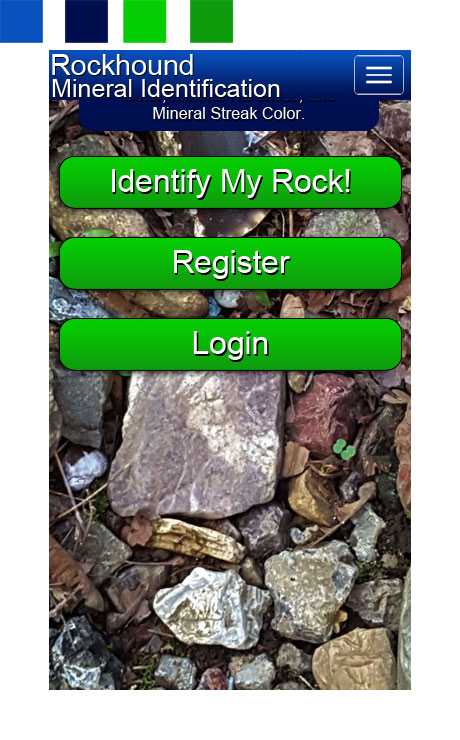 Rockhound
Mineral Identification
Mineral Streak Color.
Identify My Rock!
Register
Login